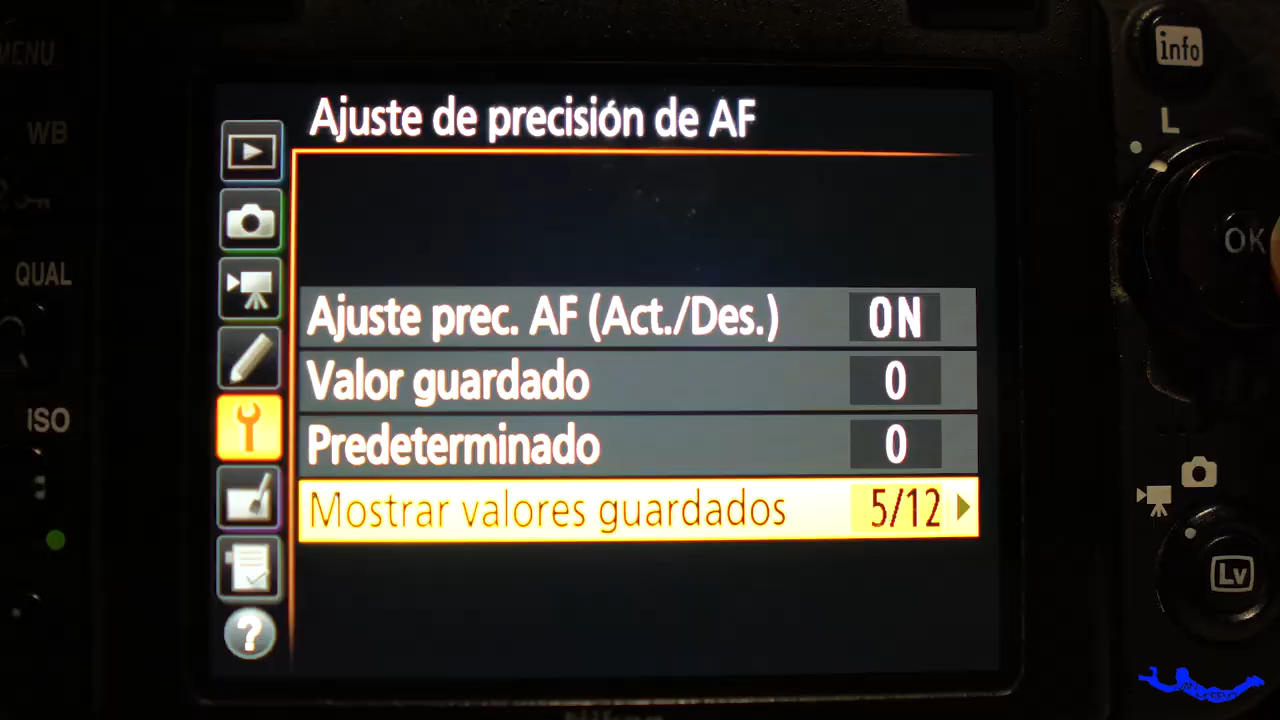 MENU
info
WB
L
Ajuste de precisión de AF
QUAL
OK
Ajuste prec. AF (Act./Des.) ON
Valor guardado 0
ISO
Predeterminado 0
Mostrar valores guardados 5/12
Lv
?